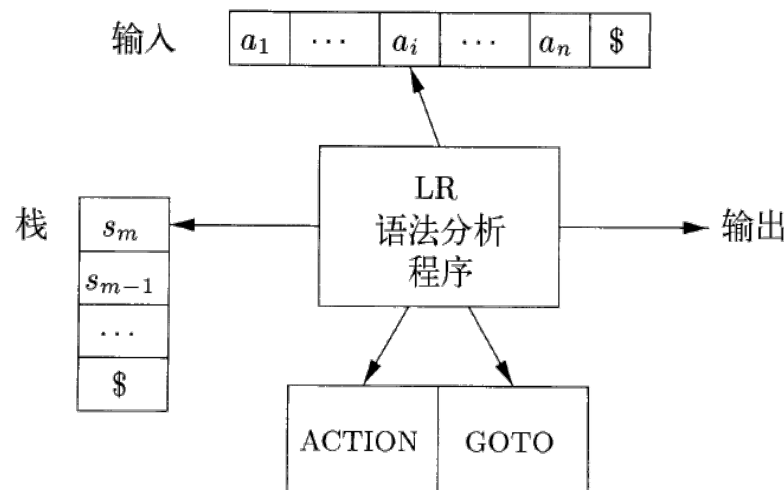 输入 a₁ ⋯ aᵢ ⋯ aₙ $
LR
语法分析
程序
栈
sₘ
sₘ₋₁
⋯
$
输出
ACTION GOTO